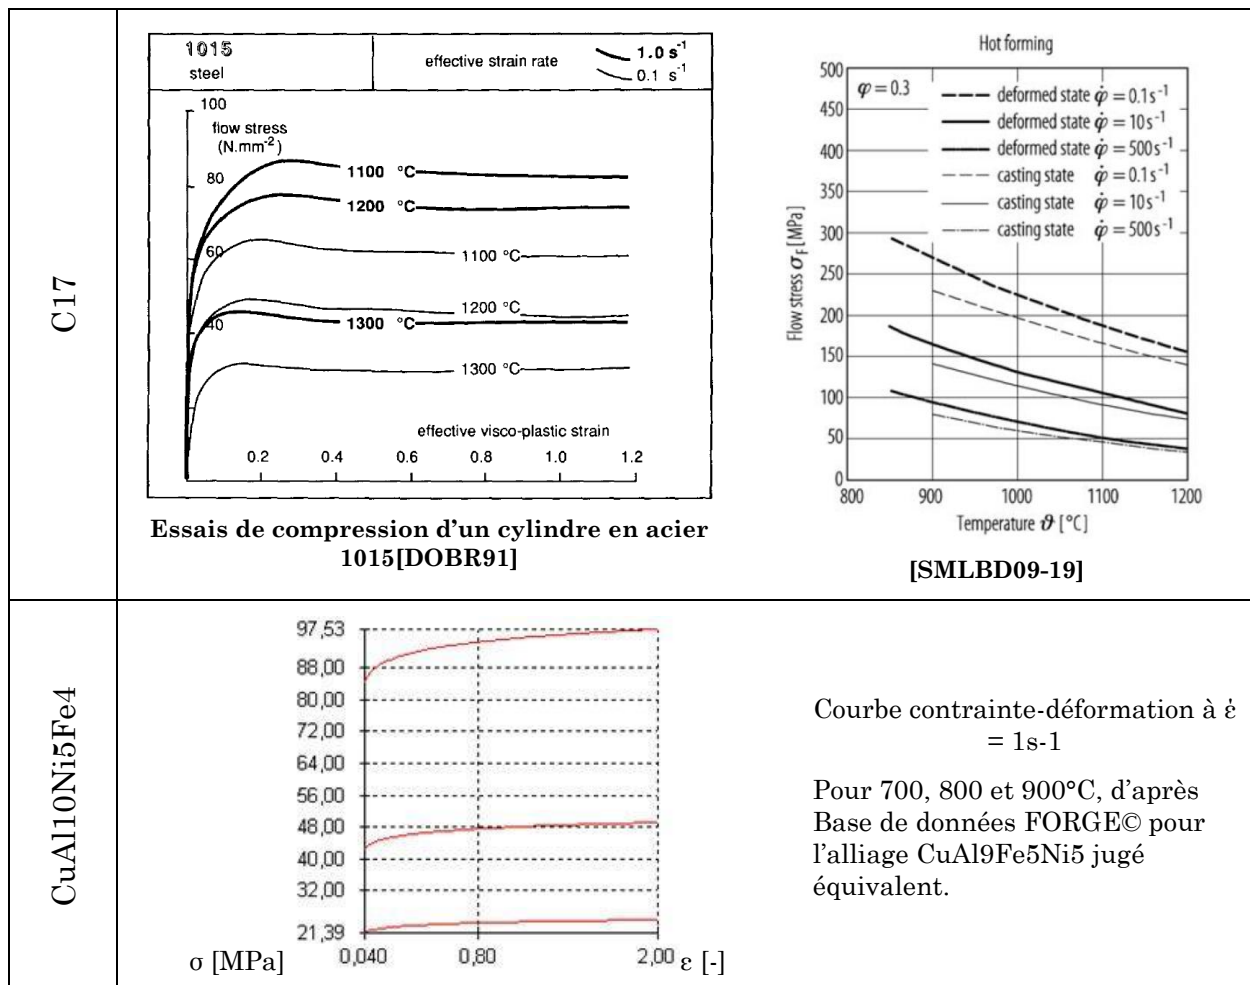 C17
1015
steel
effective strain rate
1.0 s-1
0.1 s-1
100
flow stress
(N.mm-2)
80
1100 °C
1200 °C
60
1100 °C
1200 °C
40
1300 °C
1300 °C
effective visco-plastic strain
0.2 0.4 0.6 0.8 1.0 1.2
Essais de compression d'un cylindre en acier
1015[DOBR91]
Hot forming
500
450
400
350
300
250
200
150
100
50
0
φ = 0.3
deformed state φ̇ = 0.1s-1
deformed state φ̇ = 10s-1
deformed state φ̇ = 500s-1
casting state φ̇ = 0.1s-1
casting state φ̇ = 10s-1
casting state φ̇ = 500s-1
Flow stress σF [MPa]
800 900 1000 1100 1200
Temperature ϑ [°C]
[SMLBD09-19]
CuAl10Ni5Fe4
97,53
88,00
80,00
72,00
64,00
56,00
48,00
40,00
32,00
21,39
σ [MPa] 0,040 0,80 2,00 ε [-]
Courbe contrainte-déformation à ε̇
= 1s-1
Pour 700, 800 et 900°C, d'après
Base de données FORGE© pour
l'alliage CuAl9Fe5Ni5 jugé
équivalent.